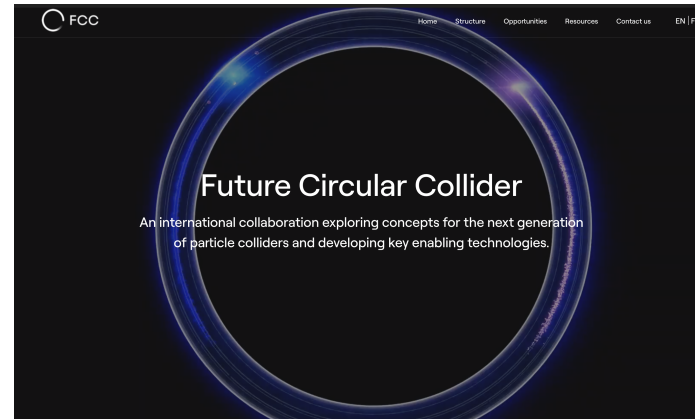 FCC
Home Structure Opportunities Resources Contact us EN | F
Future Circular Collider
An international collaboration exploring concepts for the next generation
of particle colliders and developing key enabling technologies.